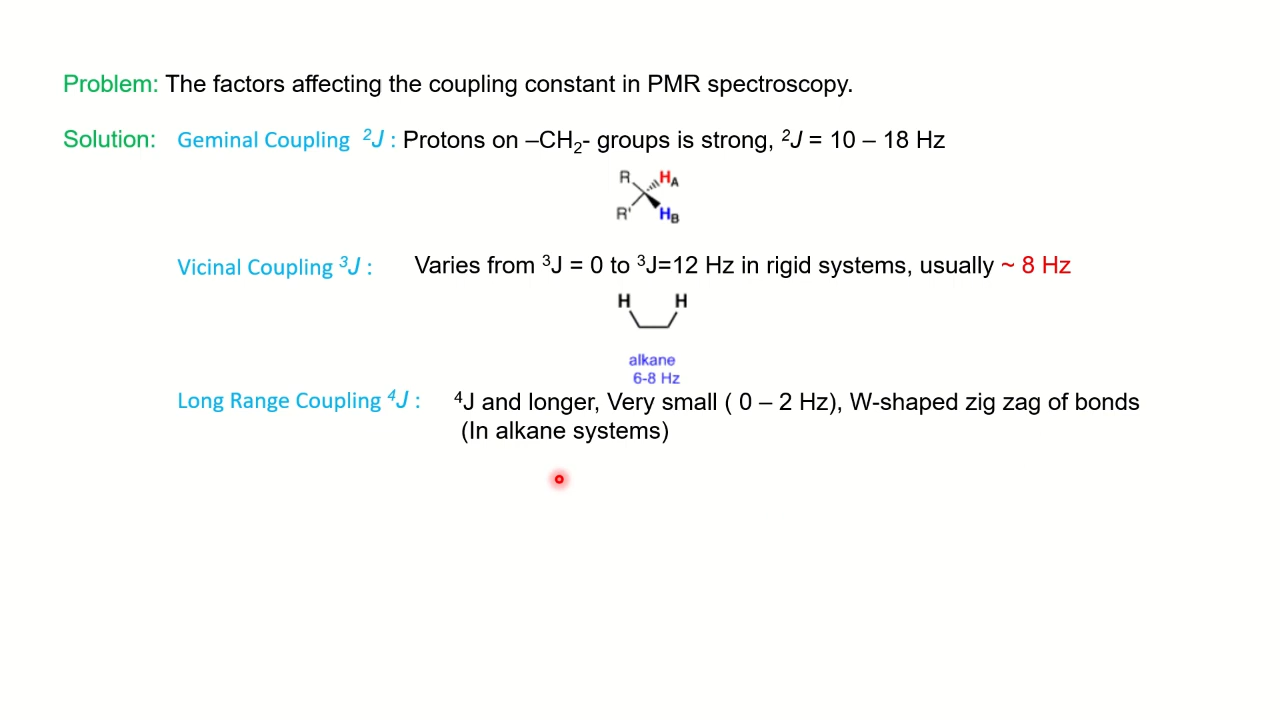 Problem: The factors affecting the coupling constant in PMR spectroscopy.
Solution: Geminal Coupling ²J : Protons on –CH₂- groups is strong, ²J = 10 – 18 Hz
R H_A
R' H_B
Vicinal Coupling ³J : Varies from ³J = 0 to ³J=12 Hz in rigid systems, usually ~ 8 Hz
H H
alkane
6-8 Hz
Long Range Coupling ⁴J : ⁴J and longer, Very small ( 0 – 2 Hz), W-shaped zig zag of bonds
(In alkane systems)